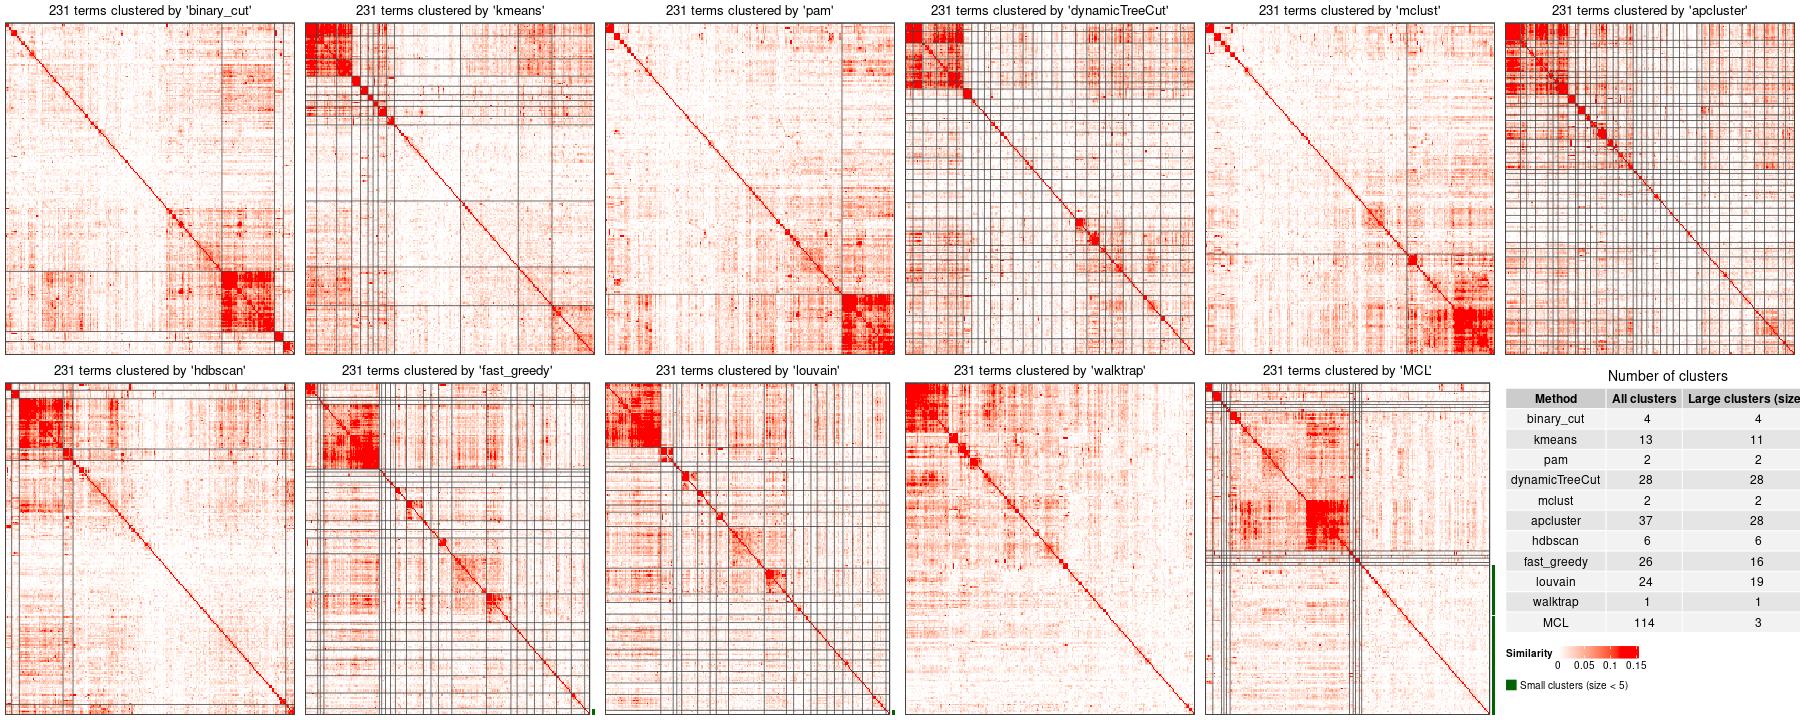 231 terms clustered by 'binary_cut'
231 terms clustered by 'kmeans'
231 terms clustered by 'pam'
231 terms clustered by 'dynamicTreeCut'
231 terms clustered by 'mclust'
231 terms clustered by 'apcluster'
231 terms clustered by 'hdbscan'
231 terms clustered by 'fast_greedy'
231 terms clustered by 'louvain'
231 terms clustered by 'walktrap'
231 terms clustered by 'MCL'
Number of clusters
Method All clusters Large clusters (size
binary_cut 4 4
kmeans 13 11
pam 2 2
dynamicTreeCut 28 28
mclust 2 2
apcluster 37 28
hdbscan 6 6
fast_greedy 26 16
louvain 24 19
walktrap 1 1
MCL 114 3
Similarity
0 0.05 0.1 0.15
Small clusters (size < 5)